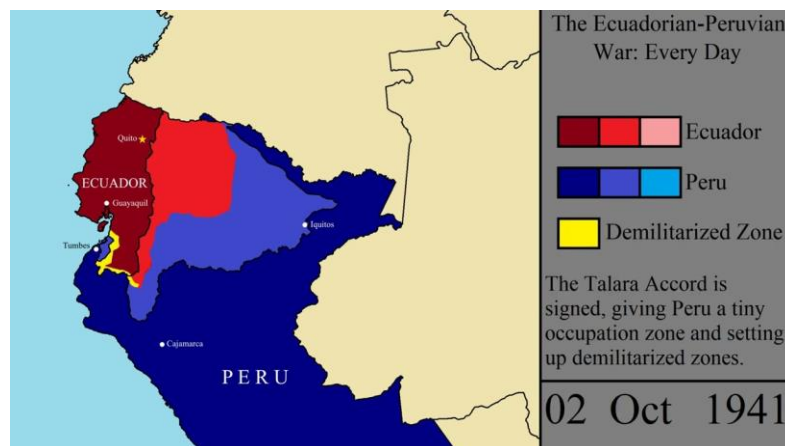 The Ecuadorian-Peruvian
War: Every Day
Ecuador
Peru
Demilitarized Zone
The Talara Accord is
signed, giving Peru a tiny
occupation zone and setting
up demilitarized zones.
02 Oct 1941
Quito
ECUADOR
Guayaquil
Tumbes
Iquitos
Cajamarca
PERU